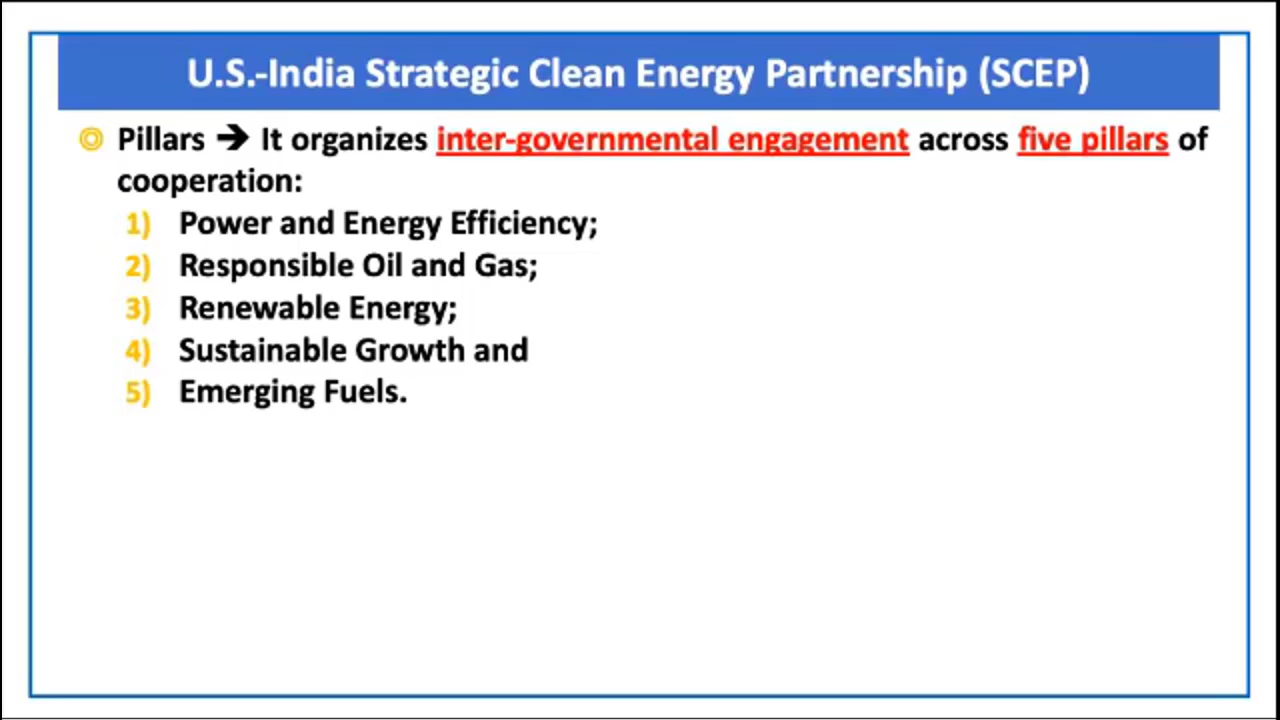 U.S.-India Strategic Clean Energy Partnership (SCEP)
Pillars ➔ It organizes inter-governmental engagement across five pillars of
cooperation:
1) Power and Energy Efficiency;
2) Responsible Oil and Gas;
3) Renewable Energy;
4) Sustainable Growth and
5) Emerging Fuels.